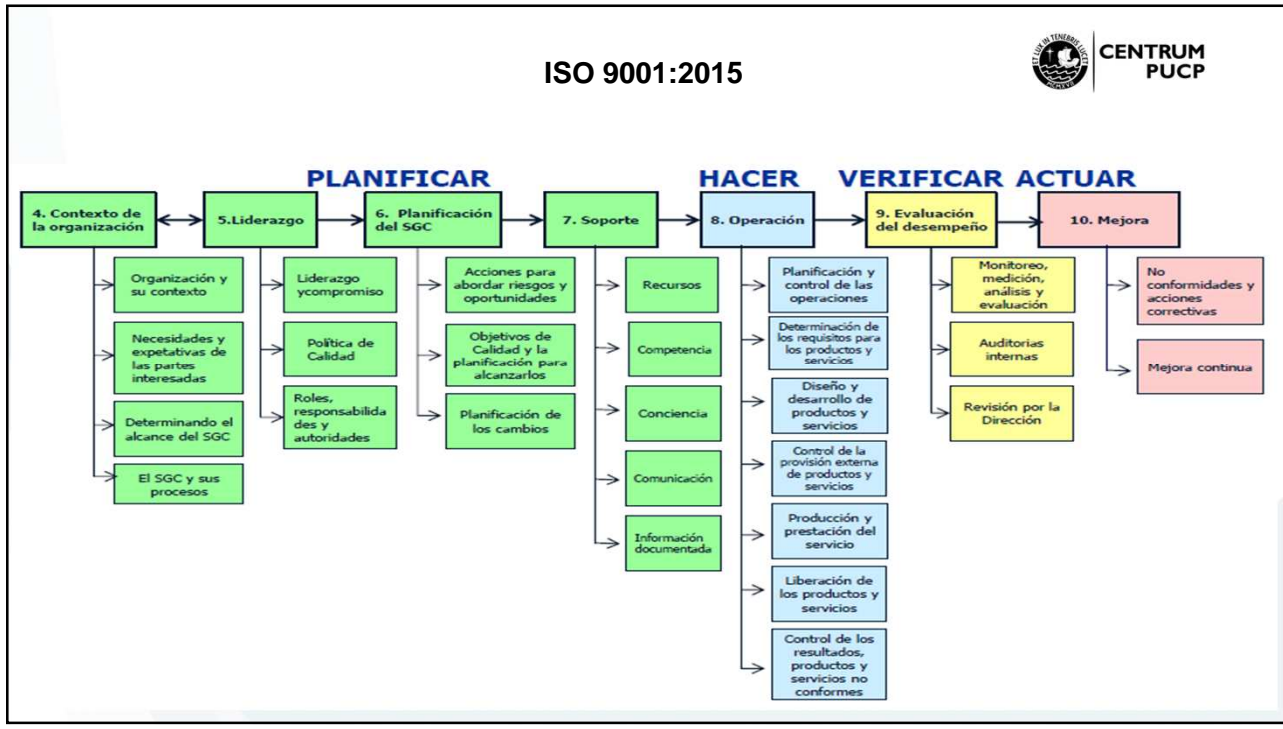 ISO 9001:2015
ET LUX IN TENEBRIS LUCET
MCMXVII
CENTRUM
PUCP
PLANIFICAR
HACER
VERIFICAR
ACTUAR
4. Contexto de
la organización
5.Liderazgo
6. Planificación
del SGC
7. Soporte
8. Operación
9. Evaluación
del desempeño
10. Mejora
Organización y
su contexto
Necesidades y
expetativas de
las partes
interesadas
Determinando el
alcance del SGC
El SGC y sus
procesos
Liderazgo
ycompromiso
Política de
Calidad
Roles,
responsabilida
des y
autoridades
Acciones para
abordar riesgos y
oportunidades
Objetivos de
Calidad y la
planificación para
alcanzarlos
Planificación de
los cambios
Recursos
Competencia
Conciencia
Comunicación
Información
documentada
Planificación y
control de las
operaciones
Determinación de
los requisitos para
los productos y
servicios
Diseño y
desarrollo de
productos y
servicios
Control de la
provisión externa
de productos y
servicios
Producción y
prestación del
servicio
Liberación de
los productos y
servicios
Control de los
resultados,
productos y
servicios no
conformes
Monitoreo,
medición,
análisis y
evaluación
Auditorias
internas
Revisión por la
Dirección
No
conformidades y
acciones
correctivas
Mejora continua